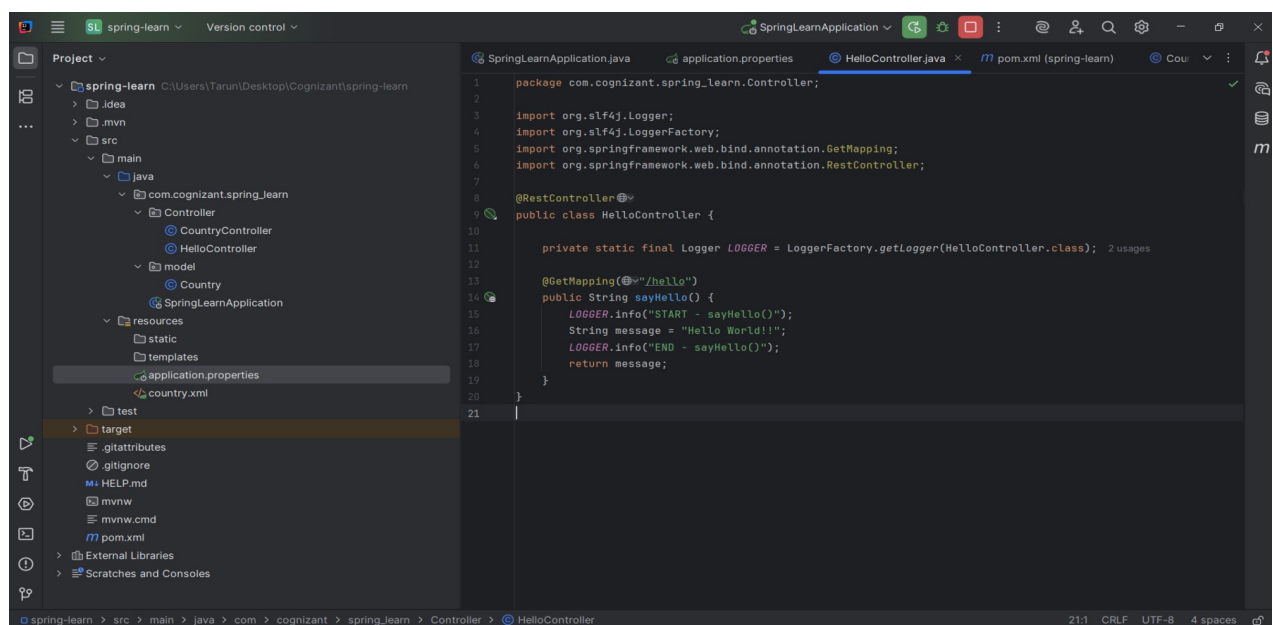 SL spring-learn Version control SpringLearnApplication
Project
SpringLearnApplication.java application.properties HelloController.java pom.xml (spring-learn) Cou
spring-learn C:\Users\Tarun\Desktop\Cognizant\spring-learn
.idea
.mvn
src
main
java
com.cognizant.spring_learn
Controller
CountryController
HelloController
model
Country
SpringLearnApplication
resources
static
templates
application.properties
country.xml
test
target
.gitattributes
.gitignore
M↓ HELP.md
mvnw
mvnw.cmd
m pom.xml
External Libraries
Scratches and Consoles
1 package com.cognizant.spring_learn.Controller;
2
3 import org.slf4j.Logger;
4 import org.slf4j.LoggerFactory;
5 import org.springframework.web.bind.annotation.GetMapping;
6 import org.springframework.web.bind.annotation.RestController;
7
8 @RestController
9 public class HelloController {
10
11 private static final Logger LOGGER = LoggerFactory.getLogger(HelloController.class); 2 usages
12
13 @GetMapping("/hello")
14 public String sayHello() {
15 LOGGER.info("START - sayHello()");
16 String message = "Hello World!!";
17 LOGGER.info("END - sayHello()");
18 return message;
19 }
20 }
21
spring-learn > src > main > java > com > cognizant > spring_learn > Controller > HelloController 21:1 CRLF UTF-8 4 spaces